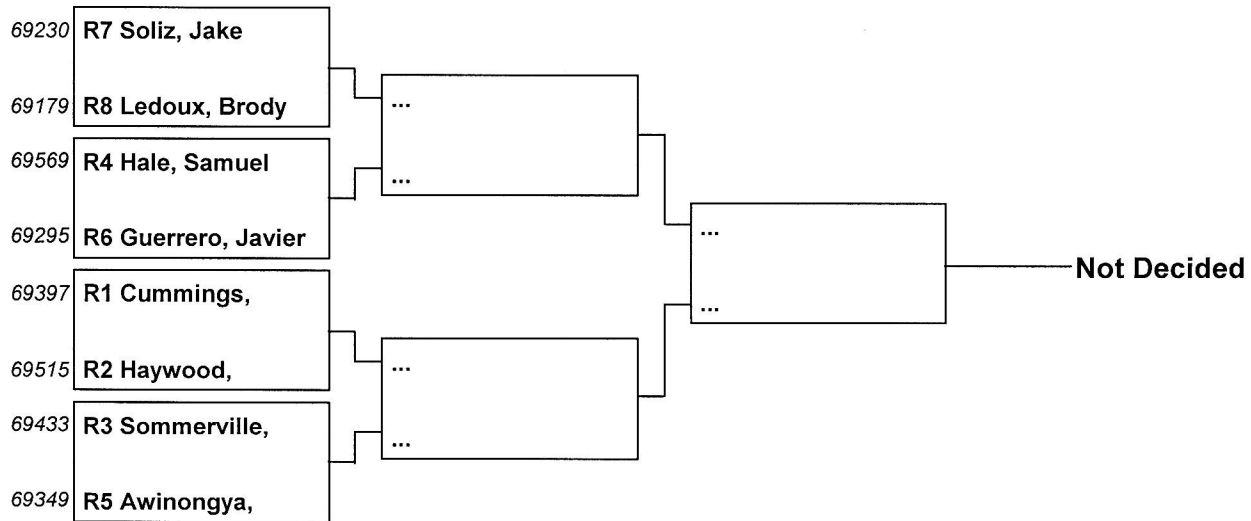 69230 R7 Soliz, Jake
69179 R8 Ledoux, Brody
69569 R4 Hale, Samuel
69295 R6 Guerrero, Javier
69397 R1 Cummings,
69515 R2 Haywood,
69433 R3 Sommerville,
69349 R5 Awinongya,
...
...
...
...
...
...
Not Decided